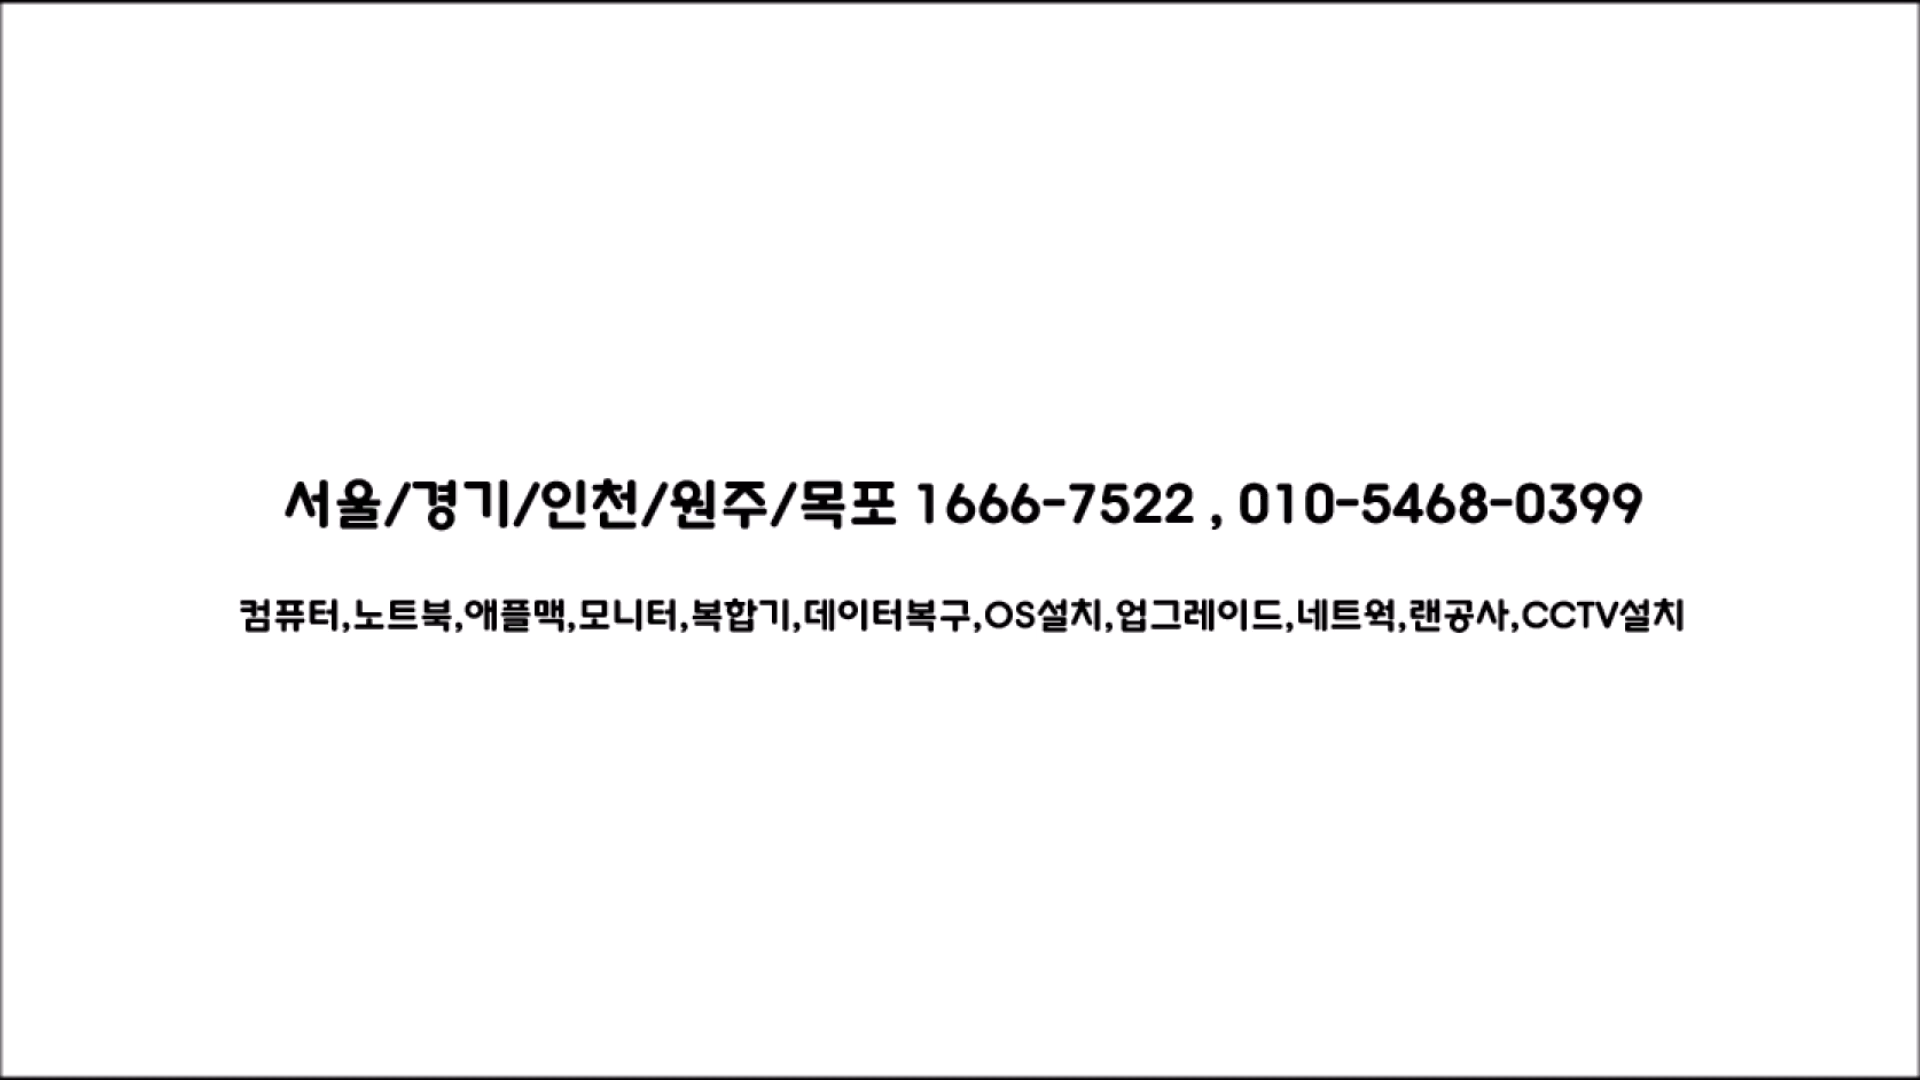 서울/경기/인천/원주/목포 1666-7522 , 010-5468-0399
컴퓨터,노트북,애플맥,모니터,복합기,데이터복구,OS설치,업그레이드,네트웍,랜공사,CCTV설치